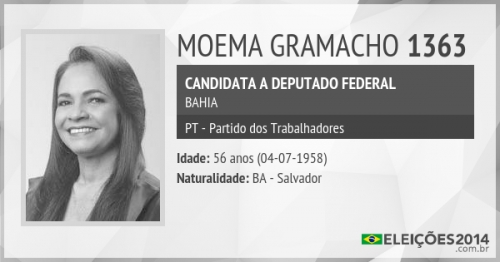 MOEMA GRAMACHO 1363
CANDIDATA A DEPUTADO FEDERAL
BAHIA
PT - Partido dos Trabalhadores
Idade: 56 anos (04-07-1958)
Naturalidade: BA - Salvador
ELEIÇÕES2014
.com.br